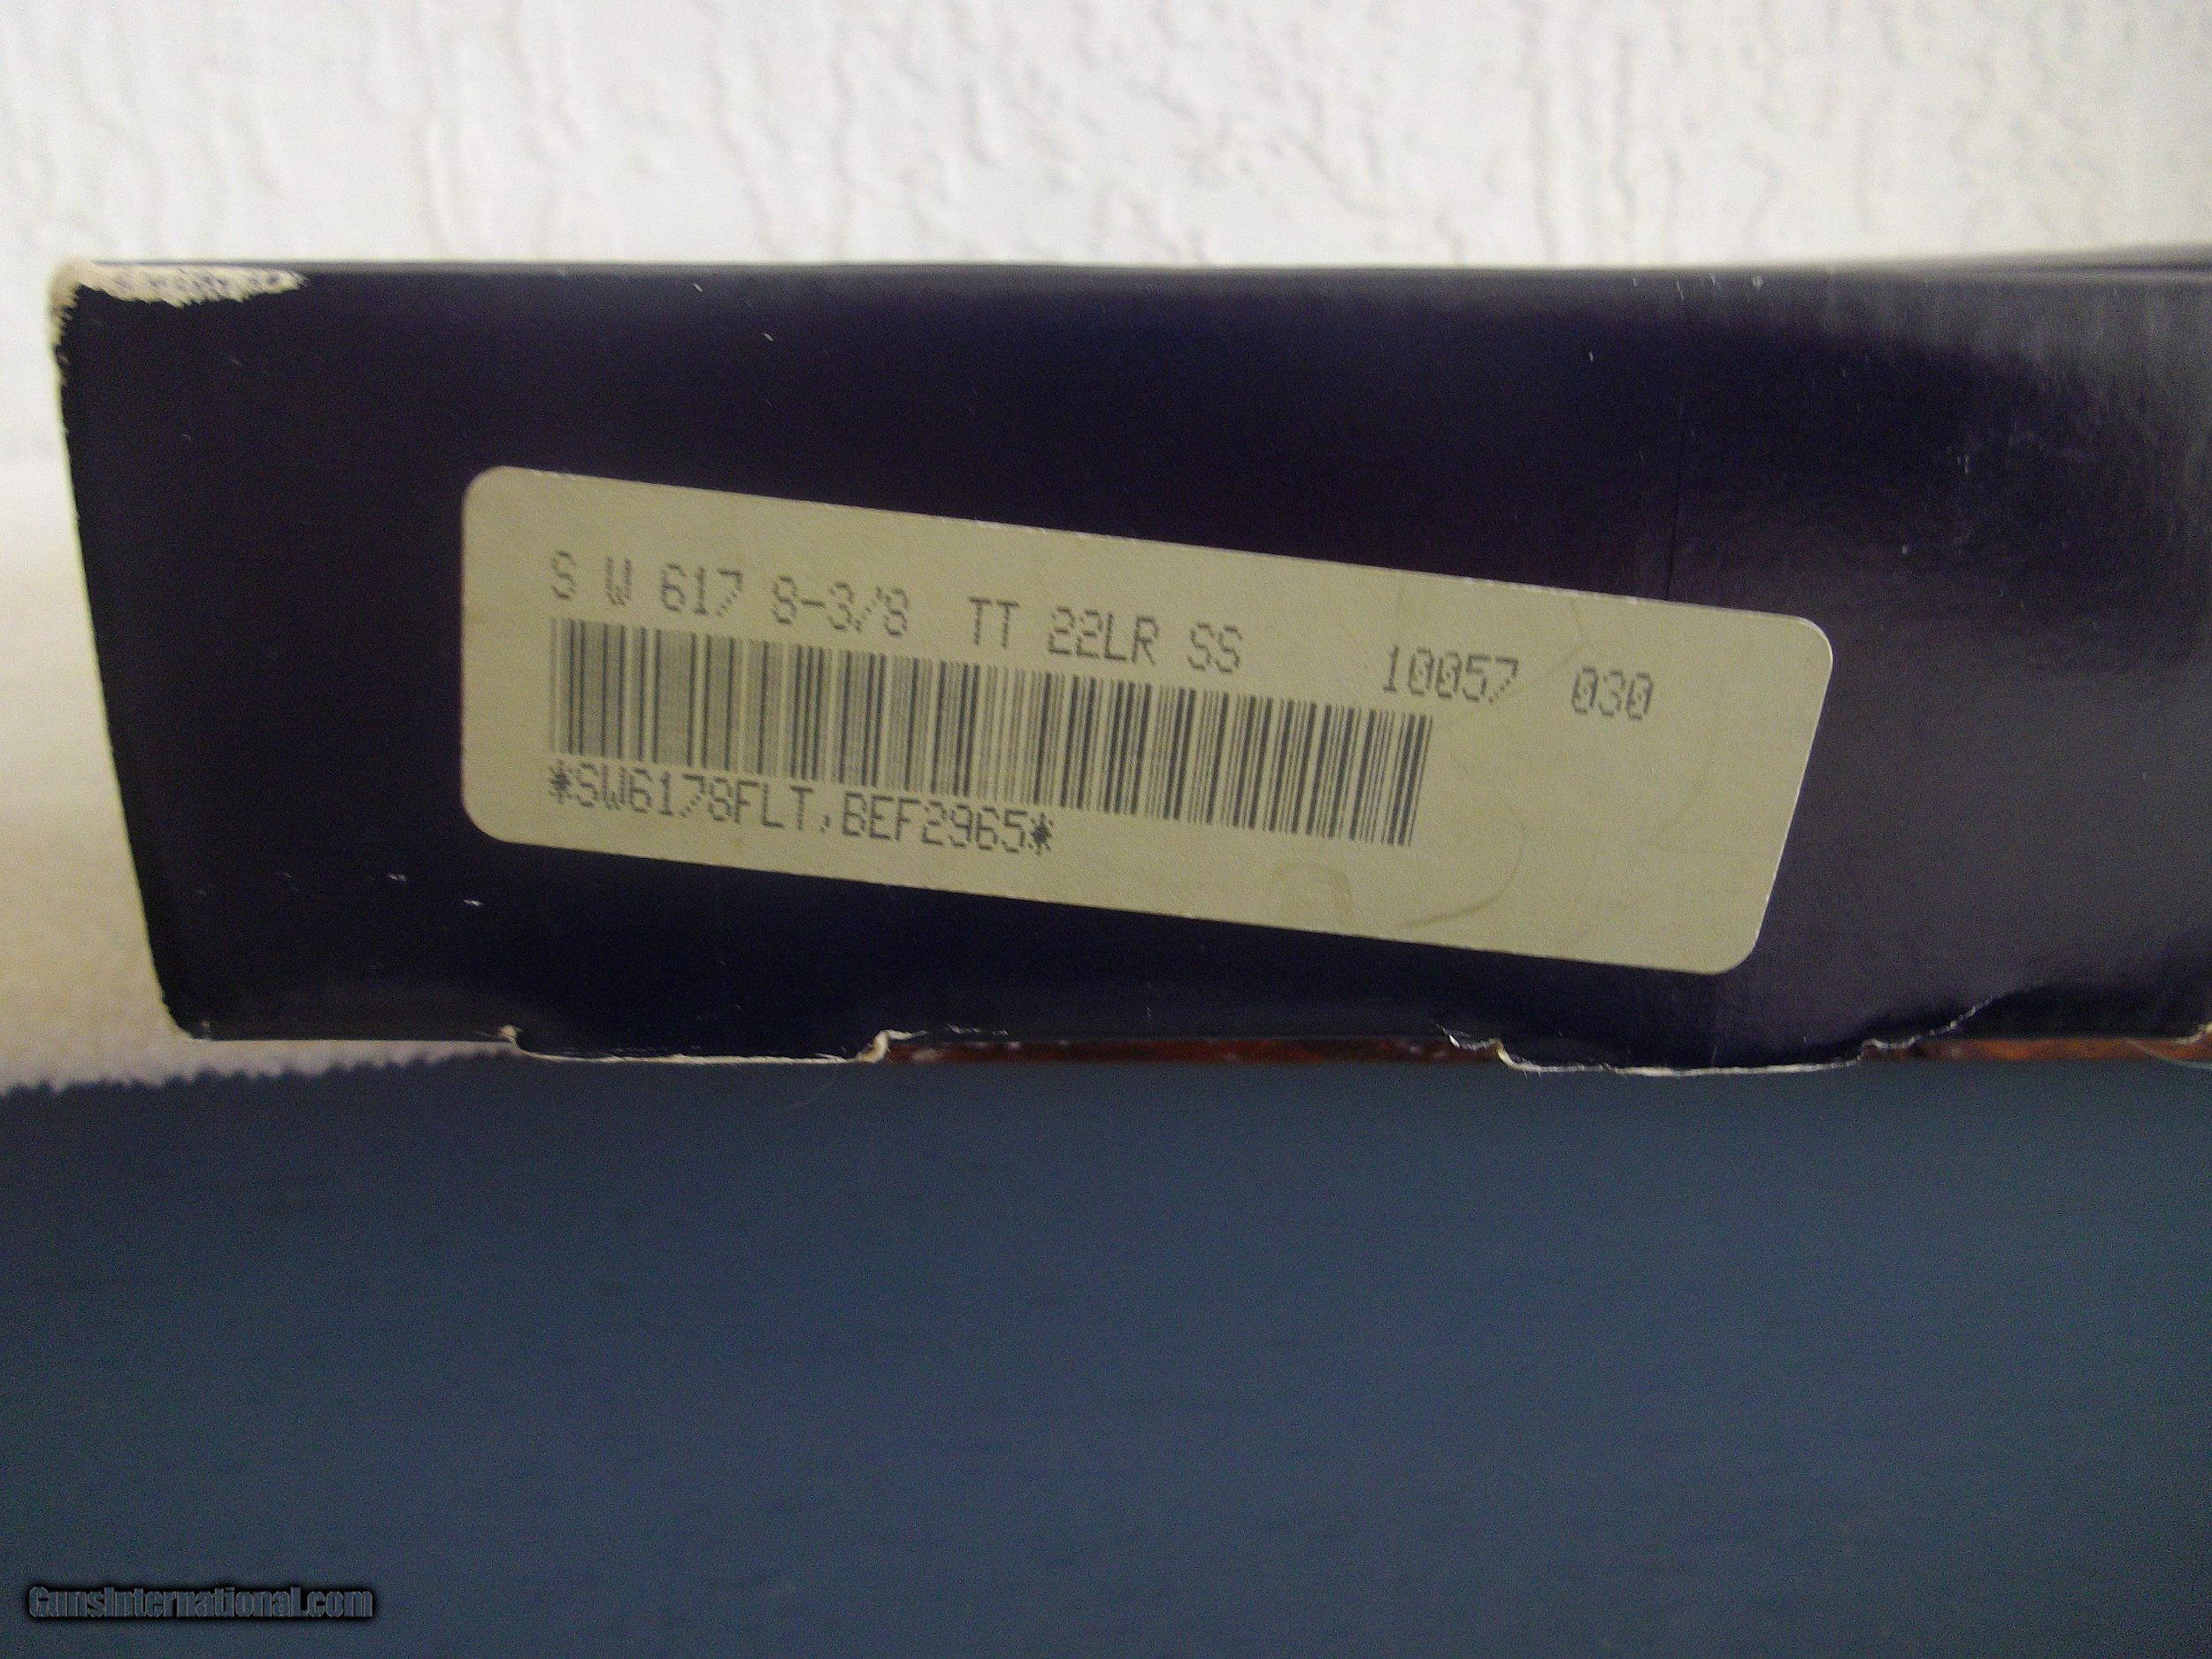 S W 617 8-3/8 TT 22LR SS 10057 030
*SW6178FLT,BEF2965*
GunsInternational.com